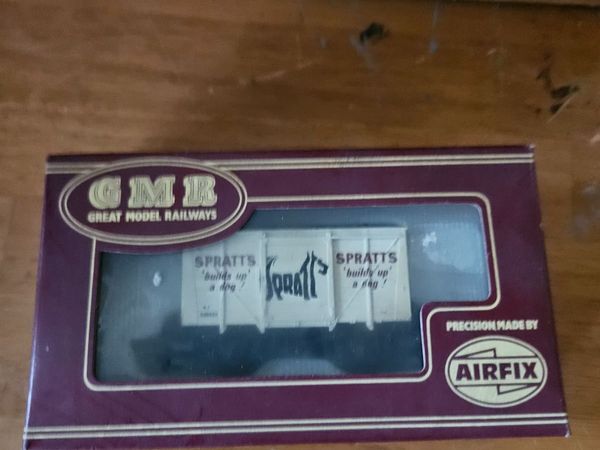 GMR
GREAT MODEL RAILWAYS
SPRATTS
'builds up'
a dog!
SPRATT'S
SPRATTS
'builds up'
a dog!
PRECISION MADE BY
AIRFIX